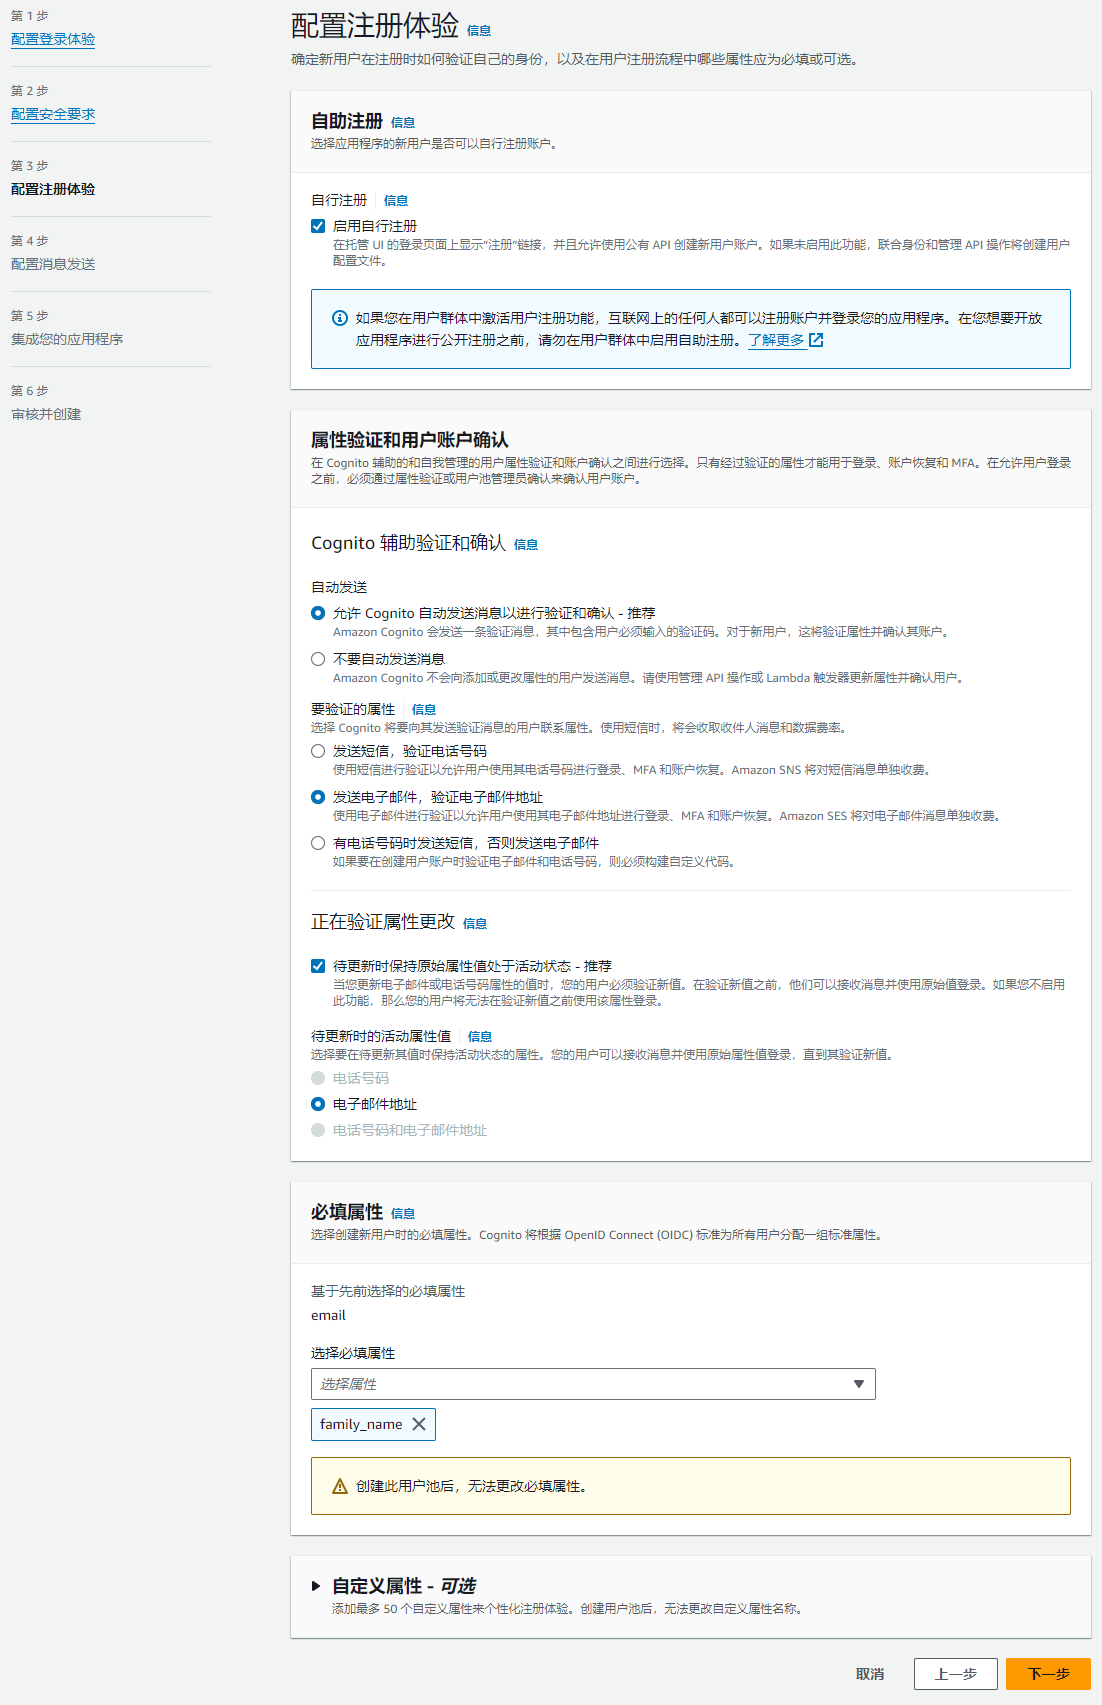 第 1 步
配置登录体验
第 2 步
配置安全要求
第 3 步
配置注册体验
第 4 步
配置消息发送
第 5 步
集成您的应用程序
第 6 步
审核并创建
配置注册体验 信息
确定新用户在注册时如何验证自己的身份，以及在用户注册流程中哪些属性应为必填或可选。
自助注册 信息
选择应用程序的新用户是否可以自行注册账户。
自行注册 信息
启用自行注册
在托管 UI 的登录页面上显示“注册”链接，并且允许使用公有 API 创建新用户账户。如果未启用此功能，联合身份和管理 API 操作将创建用户
配置文件。
如果您在用户群体中激活用户注册功能，互联网上的任何人都可以注册账户并登录您的应用程序。在您想要开放
应用程序进行公开注册之前，请勿在用户群体中启用自助注册。了解更多
属性验证和用户账户确认
在 Cognito 辅助的和自我管理的用户属性验证和账户确认之间进行选择。只有经过验证的属性才能用于登录、账户恢复和 MFA。在允许用户登录
之前，必须通过属性验证或用户池管理员确认来确认用户账户。
Cognito 辅助验证和确认 信息
自动发送
允许 Cognito 自动发送消息以进行验证和确认 - 推荐
Amazon Cognito 会发送一条验证消息，其中包含用户必须输入的验证码。对于新用户，这将验证属性并确认其账户。
不要自动发送消息
Amazon Cognito 不会向添加或更改属性的用户发送消息。请使用管理 API 操作或 Lambda 触发器更新属性并确认用户。
要验证的属性 信息
选择 Cognito 将要向其发送验证消息的用户联系属性。使用短信时，将会收取收件人消息和数据费率。
发送短信，验证电话号码
使用短信进行验证以允许用户使用其电话号码进行登录、MFA 和账户恢复。Amazon SNS 将对短信消息单独收费。
发送电子邮件，验证电子邮件地址
使用电子邮件进行验证以允许用户使用其电子邮件地址进行登录、MFA 和账户恢复。Amazon SES 将对电子邮件消息单独收费。
有电话号码时发送短信，否则发送电子邮件
如果要在创建用户账户时验证电子邮件和电话号码，则必须构建自定义代码。
正在验证属性更改 信息
待更新时保持原始属性值处于活动状态 - 推荐
当您更新电子邮件或电话号码属性的值时，您的用户必须验证新值。在验证新值之前，他们可以接收消息并使用原始值登录。如果您不启用
此功能，那么您的用户将无法在验证新值之前使用该属性登录。
待更新时的活动属性值 信息
选择要在待更新其值时保持活动状态的属性。您的用户可以接收消息并使用原始属性值登录，直到其验证新值。
电话号码
电子邮件地址
电话号码和电子邮件地址
必填属性 信息
选择创建新用户时的必填属性。Cognito 将根据 OpenID Connect (OIDC) 标准为所有用户分配一组标准属性。
基于先前选择的必填属性
email
选择必填属性
选择属性
family_name
创建此用户池后，无法更改必填属性。
自定义属性 - 可选
添加最多 50 个自定义属性来个性化注册体验。创建用户池后，无法更改自定义属性名称。
取消
上一步
下一步